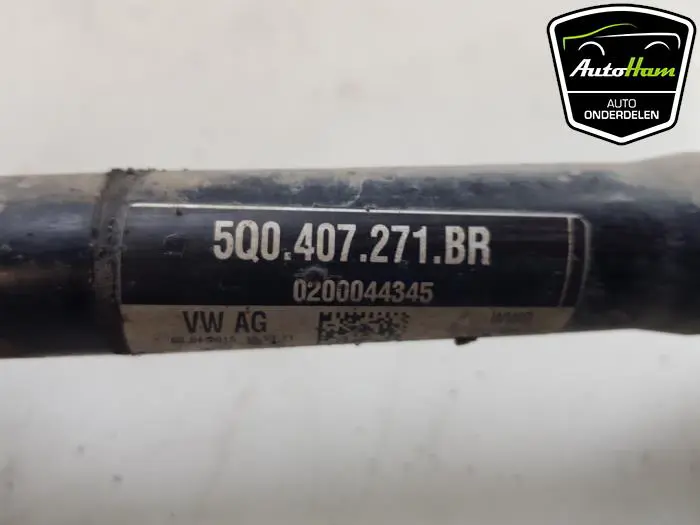 AutoHam
AUTO
ONDERDELEN
5Q0.407.271.BR
0200044345
VW AG